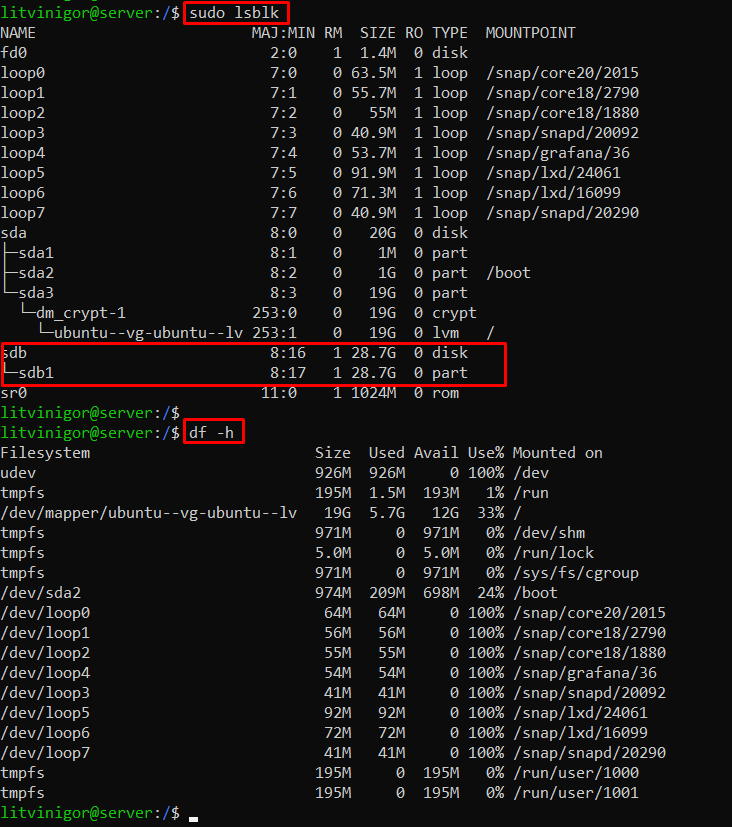 litvinigor@server:/$ sudo lsblk
NAME                      MAJ:MIN RM  SIZE RO TYPE  MOUNTPOINT
fd0                         2:0    1  1.4M  0 disk
loop0                       7:0    0 63.5M  1 loop  /snap/core20/2015
loop1                       7:1    0 55.7M  1 loop  /snap/core18/2790
loop2                       7:2    0   55M  1 loop  /snap/core18/1880
loop3                       7:3    0 40.9M  1 loop  /snap/snapd/20092
loop4                       7:4    0 53.7M  1 loop  /snap/grafana/36
loop5                       7:5    0 91.9M  1 loop  /snap/lxd/24061
loop6                       7:6    0 71.3M  1 loop  /snap/lxd/16099
loop7                       7:7    0 40.9M  1 loop  /snap/snapd/20290
sda                         8:0    0   20G  0 disk
├─sda1                      8:1    0    1M  0 part
├─sda2                      8:2    0    1G  0 part  /boot
└─sda3                      8:3    0   19G  0 part
  └─dm_crypt-1            253:0    0   19G  0 crypt
    └─ubuntu--vg-ubuntu--lv 253:1    0   19G  0 lvm   /
sdb                         8:16   1 28.7G  0 disk
└─sdb1                      8:17   1 28.7G  0 part
sr0                        11:0    1 1024M  0 rom
litvinigor@server:/$
litvinigor@server:/$ df -h
Filesystem                         Size  Used Avail Use% Mounted on
udev                               926M  926M     0 100% /dev
tmpfs                              195M  1.5M  193M   1% /run
/dev/mapper/ubuntu--vg-ubuntu--lv   19G  5.7G   12G  33% /
tmpfs                              971M     0  971M   0% /dev/shm
tmpfs                              5.0M     0  5.0M   0% /run/lock
tmpfs                              971M     0  971M   0% /sys/fs/cgroup
/dev/sda2                          974M  209M  698M  24% /boot
/dev/loop0                          64M   64M     0 100% /snap/core20/2015
/dev/loop1                          56M   56M     0 100% /snap/core18/2790
/dev/loop2                          55M   55M     0 100% /snap/core18/1880
/dev/loop4                          54M   54M     0 100% /snap/grafana/36
/dev/loop3                          41M   41M     0 100% /snap/snapd/20092
/dev/loop5                          92M   92M     0 100% /snap/lxd/24061
/dev/loop6                          72M   72M     0 100% /snap/lxd/16099
/dev/loop7                          41M   41M     0 100% /snap/snapd/20290
tmpfs                              195M     0  195M   0% /run/user/1000
tmpfs                              195M     0  195M   0% /run/user/1001
litvinigor@server:/$